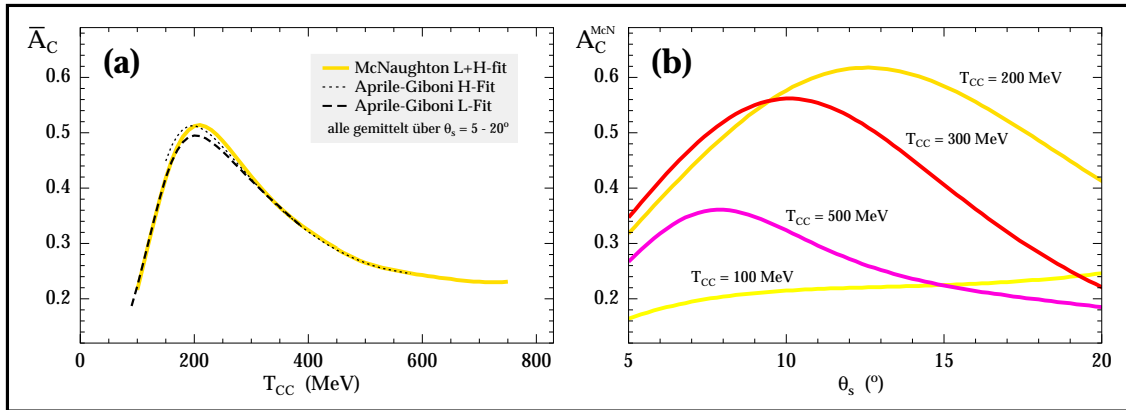 A̅_C
(a)
McNaughton L+H-fit
Aprile-Giboni H-Fit
Aprile-Giboni L-Fit
alle gemittelt über θ_s = 5 - 20°
0.6
0.5
0.4
0.3
0.2
0 200 400 600 800
T_CC (MeV)
A_C^McN
(b)
T_CC = 200 MeV
T_CC = 300 MeV
T_CC = 500 MeV
T_CC = 100 MeV
0.6
0.5
0.4
0.3
0.2
5 10 15 20
θ_s (°)